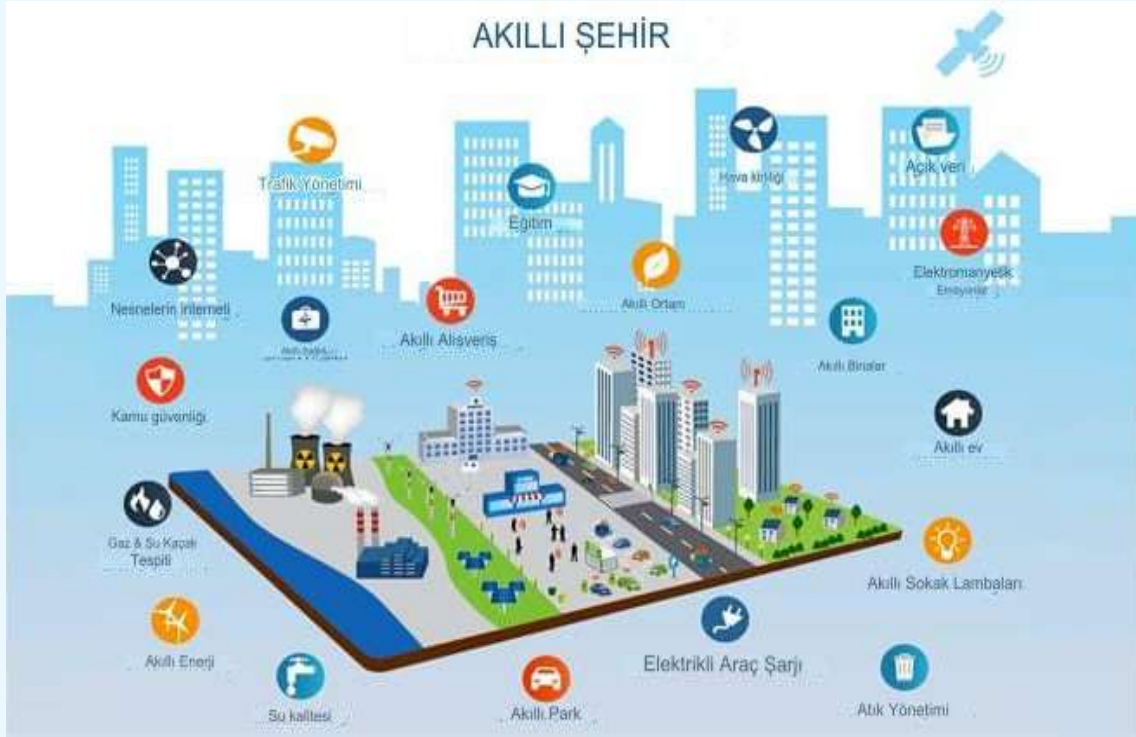 AKILLI ŞEHİR
Trafik Yönetimi
Eğitim
Hava kirliliği
Açık veri
Nesnelerin İnterneti
Akıllı Alışveriş
Akıllı Ortam
Elektromanyetik
Emisyonlar
Akıllı Binalar
Kamu güvenliği
Akıllı ev
Gaz & Su Kaçak
Tespiti
Akıllı Sokak Lambaları
Akıllı Enerji
Su kalitesi
Akıllı Park
Elektrikli Araç Şarjı
Atık Yönetimi